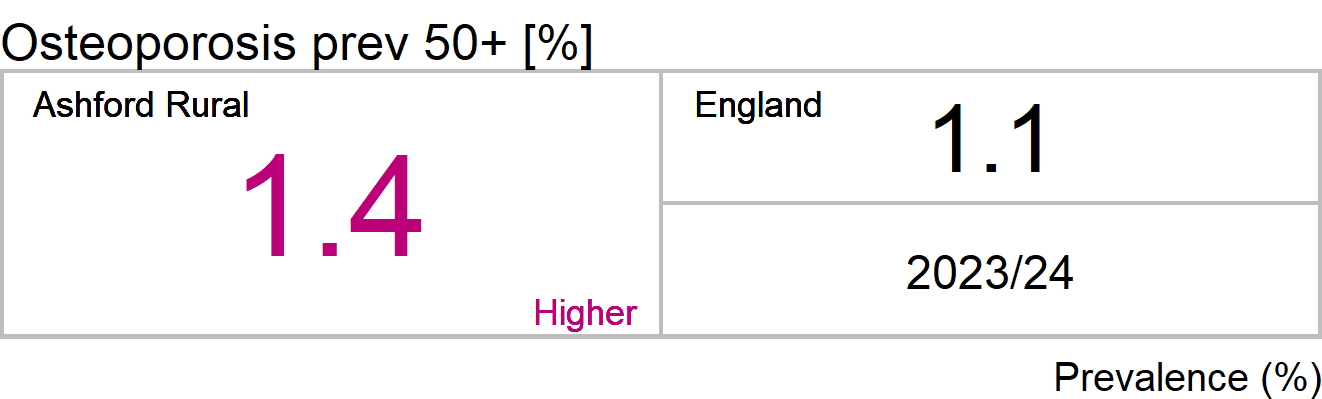 Osteoporosis prev 50+ [%]
Ashford Rural
1.4
Higher
England
1.1
2023/24
Prevalence (%)